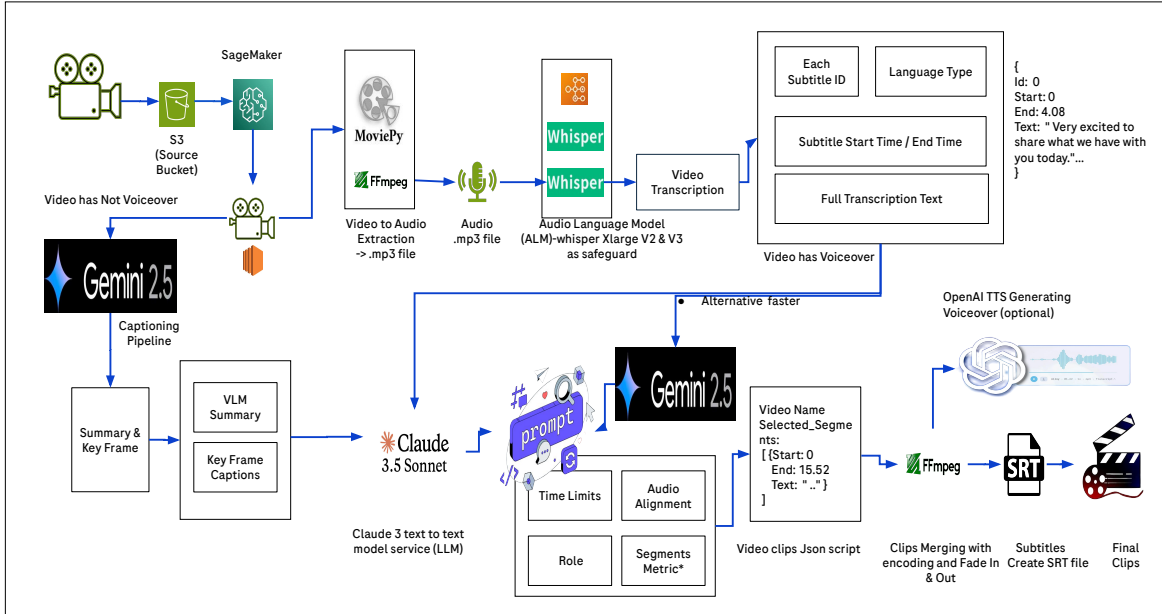 SageMaker
S3
(Source
Bucket)
MoviePy
FFmpeg
Video to Audio
Extraction
-> .mp3 file
Audio
.mp3 file
Whisper
Whisper
Audio Language Model
(ALM)-whisper Xlarge V2 & V3
as safeguard
Video
Transcription
Each
Subtitle ID
Language Type
Subtitle Start Time / End Time
Full Transcription Text
{
Id: 0
Start: 0
End: 4.08
Text: " Very excited to
share what we have with
you today."...
}
Video has Not Voiceover
Video has Voiceover
Gemini 2.5
Captioning
Pipeline
• Alternative faster
OpenAI TTS Generating
Voiceover (optional)
Summary &
Key Frame
VLM
Summary
Key Frame
Captions
Claude
3.5 Sonnet
Claude 3 text to text
model service (LLM)
prompt
Gemini 2.5
Time Limits
Audio
Alignment
Role
Segments
Metric*
Video Name
Selected_Segme
nts:
[ {Start: 0
End: 15.52
Text: " .." }
]
Video clips Json script
FFmpeg
Clips Merging with
encoding and Fade In
& Out
SRT
Subtitles
Create SRT file
Final
Clips